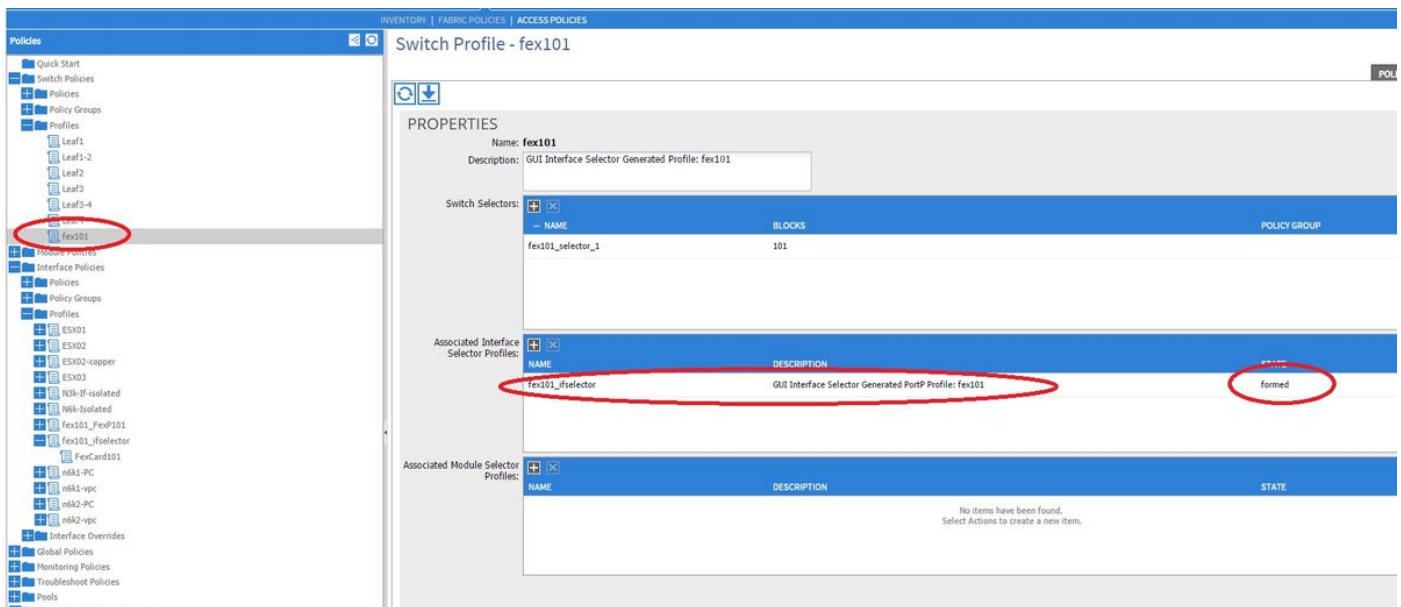 INVENTORY | FABRIC POLICIES | ACCESS POLICIES
Policies
Quick Start
Switch Policies
Policies
Policy Groups
Profiles
Leaf1
Leaf1-2
Leaf2
Leaf3
Leaf3-4
fex101
Module Policies
Interface Policies
Policies
Policy Groups
Profiles
ESX01
ESX02
ESX02-copper
ESX03
N3k-If-isolated
N6k-Isolated
fex101_FexP101
fex101_ifselector
FexCard101
n6k1-PC
n6k1-vpc
n6k2-PC
n6k2-vpc
Interface Overrides
Global Policies
Monitoring Policies
Troubleshoot Policies
Pools
Switch Profile - fex101
POLI
PROPERTIES
Name: fex101
Description: GUI Interface Selector Generated Profile: fex101
Switch Selectors:
NAME BLOCKS POLICY GROUP
fex101_selector_1 101
Associated Interface
Selector Profiles:
NAME DESCRIPTION STATE
fex101_ifselector GUI Interface Selector Generated PortP Profile: fex101 formed
Associated Module Selector
Profiles:
NAME DESCRIPTION STATE
No items have been found.
Select Actions to create a new item.